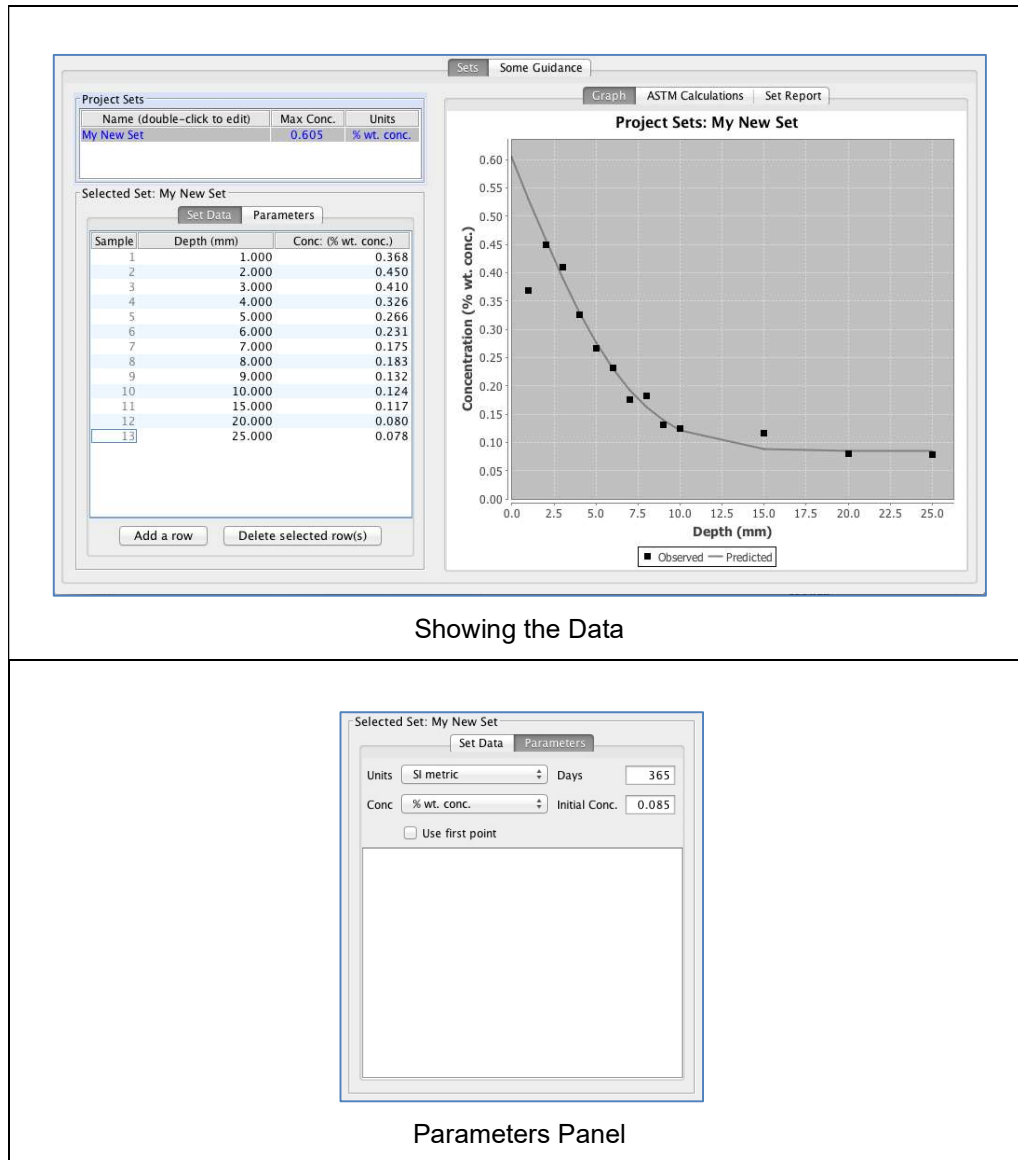 Sets Some Guidance
Project Sets
Name (double-click to edit) Max Conc. Units
My New Set 0.605 % wt. conc.
Selected Set: My New Set
Set Data Parameters
Sample Depth (mm) Conc: (% wt. conc.)
1 1.000 0.368
2 2.000 0.450
3 3.000 0.410
4 4.000 0.326
5 5.000 0.266
6 6.000 0.231
7 7.000 0.175
8 8.000 0.183
9 9.000 0.132
10 10.000 0.124
11 15.000 0.117
12 20.000 0.080
13 25.000 0.078
Add a row Delete selected row(s)
Graph ASTM Calculations Set Report
Project Sets: My New Set
Concentration (% wt. conc.)
0.60
0.55
0.50
0.45
0.40
0.35
0.30
0.25
0.20
0.15
0.10
0.05
0.00
0.0 2.5 5.0 7.5 10.0 12.5 15.0 17.5 20.0 22.5 25.0
Depth (mm)
Observed Predicted
Showing the Data
Selected Set: My New Set
Set Data Parameters
Units SI metric Days 365
Conc % wt. conc. Initial Conc. 0.085
Use first point
Parameters Panel